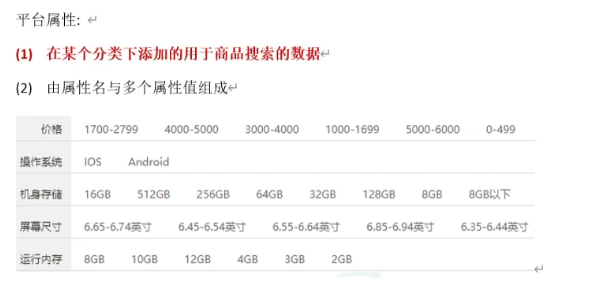 平台属性:
(1) 在某个分类下添加的用于商品搜索的数据
(2) 由属性名与多个属性值组成
价格 1700-2799 4000-5000 3000-4000 1000-1699 5000-6000 0-499
操作系统 IOS Android
机身存储 16GB 512GB 256GB 64GB 32GB 128GB 8GB 8GB以下
屏幕尺寸 6.65-6.74英寸 6.45-6.54英寸 6.55-6.64英寸 6.85-6.94英寸 6.35-6.44英寸
运行内存 8GB 10GB 12GB 4GB 3GB 2GB